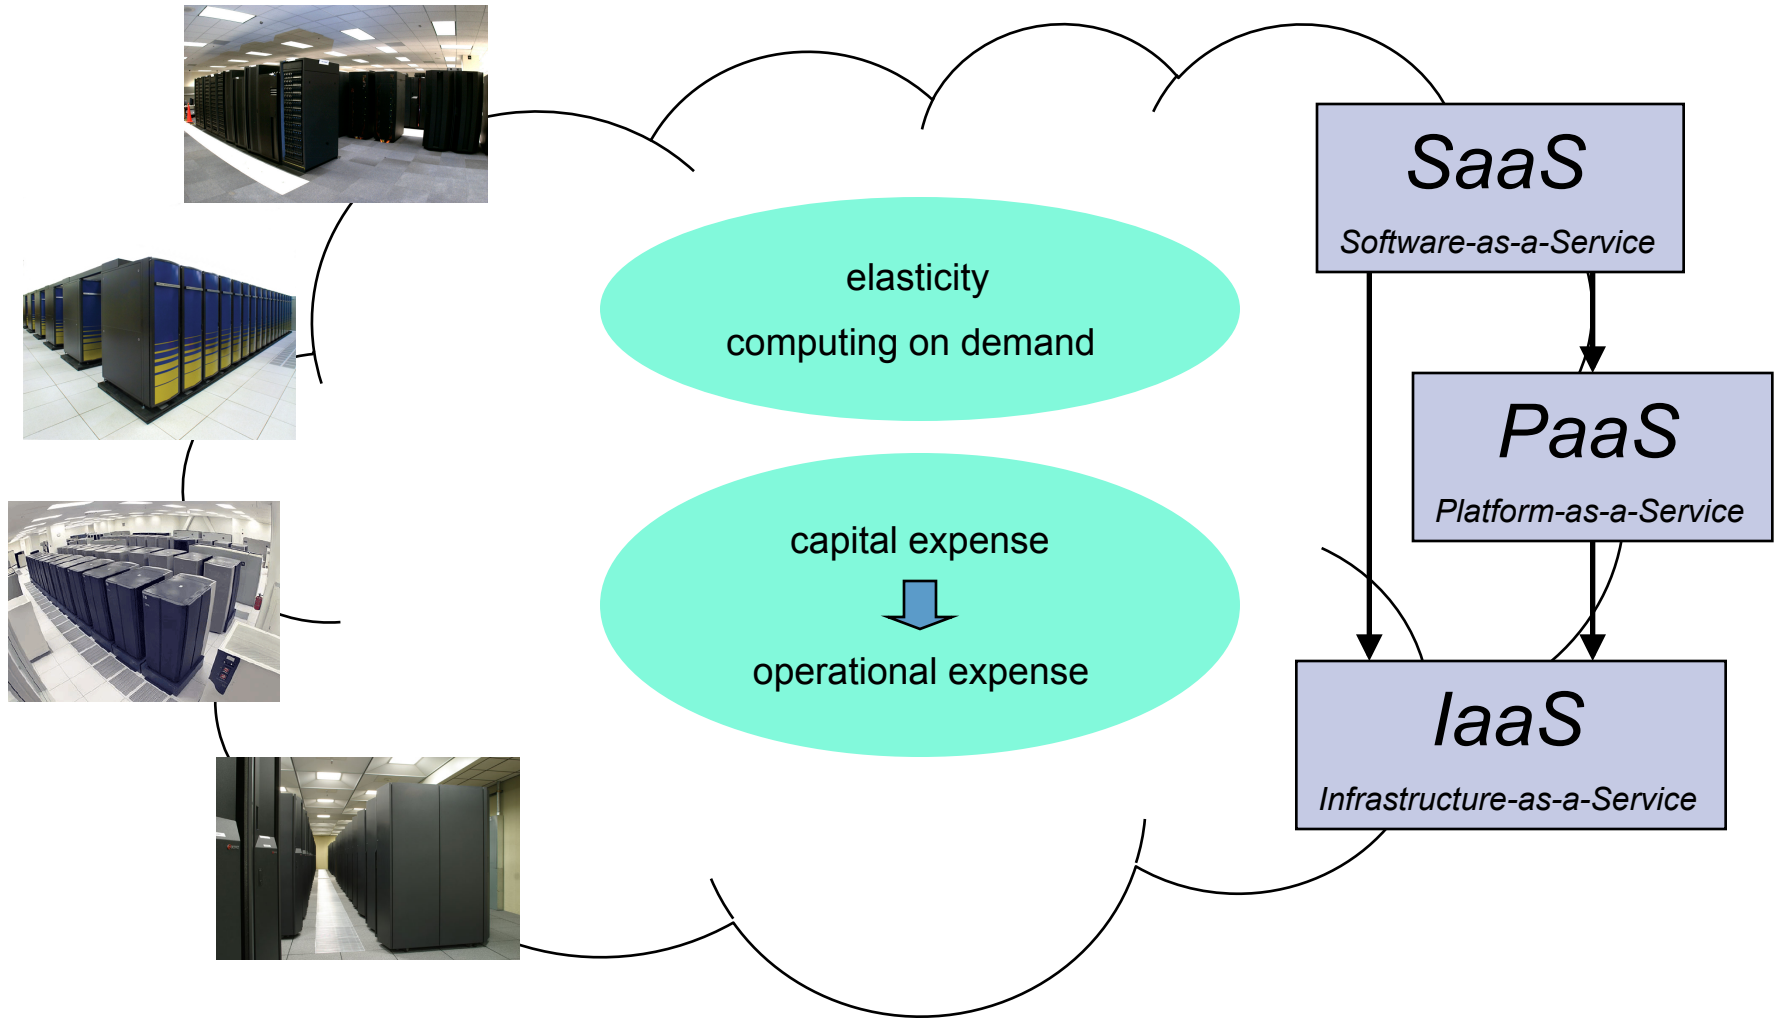 elasticity
computing on demand
capital expense
operational expense
SaaS
Software-as-a-Service
PaaS
Platform-as-a-Service
IaaS
Infrastructure-as-a-Service